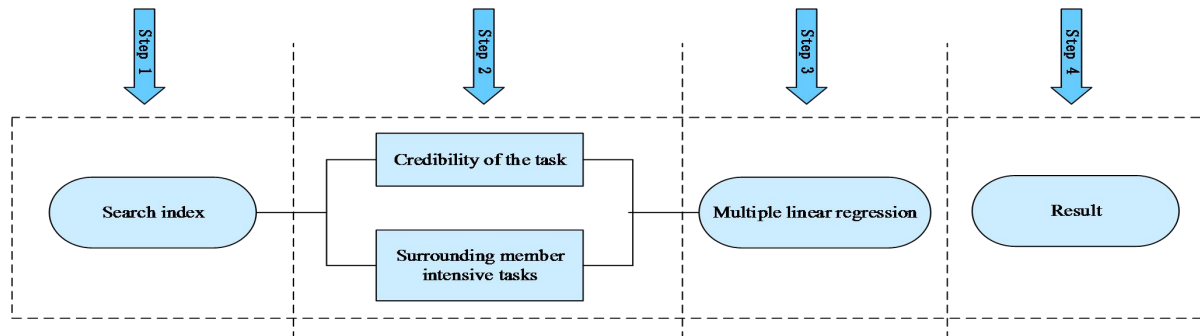 Step 1
Step 2
Step 3
Step 4
Search index
Credibility of the task
Surrounding member
intensive tasks
Multiple linear regression
Result